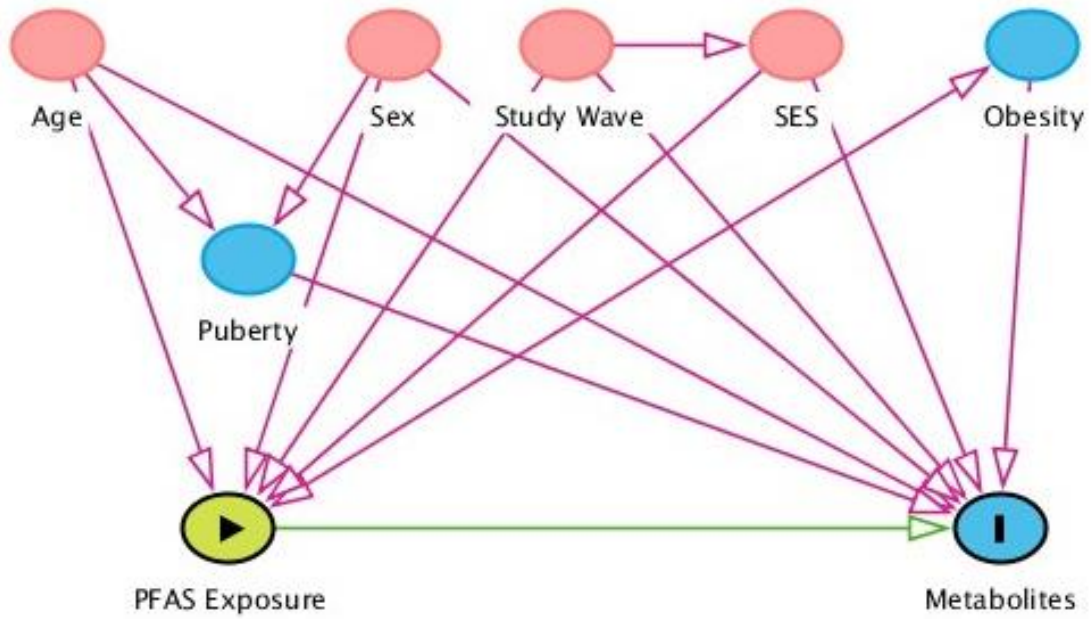 Age
Sex
Study Wave
SES
Obesity
Puberty
PFAS Exposure
Metabolites